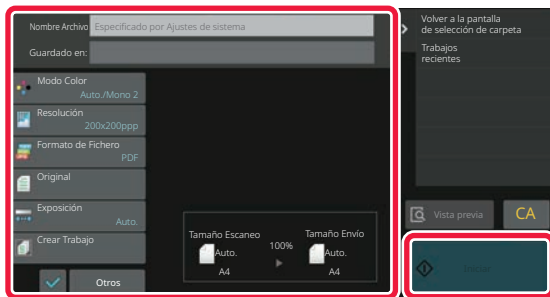 Nombre Archivo Especificado por Ajustes de sistema
Guardado en:
Modo Color
Auto./Mono 2
Resolución
200x200ppp
Formato de Fichero
PDF
Original
Exposición
Auto.
Crear Trabajo
Otros
Tamaño Escaneo
Auto.
A4
100%
Tamaño Envío
Auto.
A4
Volver a la pantalla
de selección de carpeta
Trabajos
recientes
Vista previa
CA
Iniciar